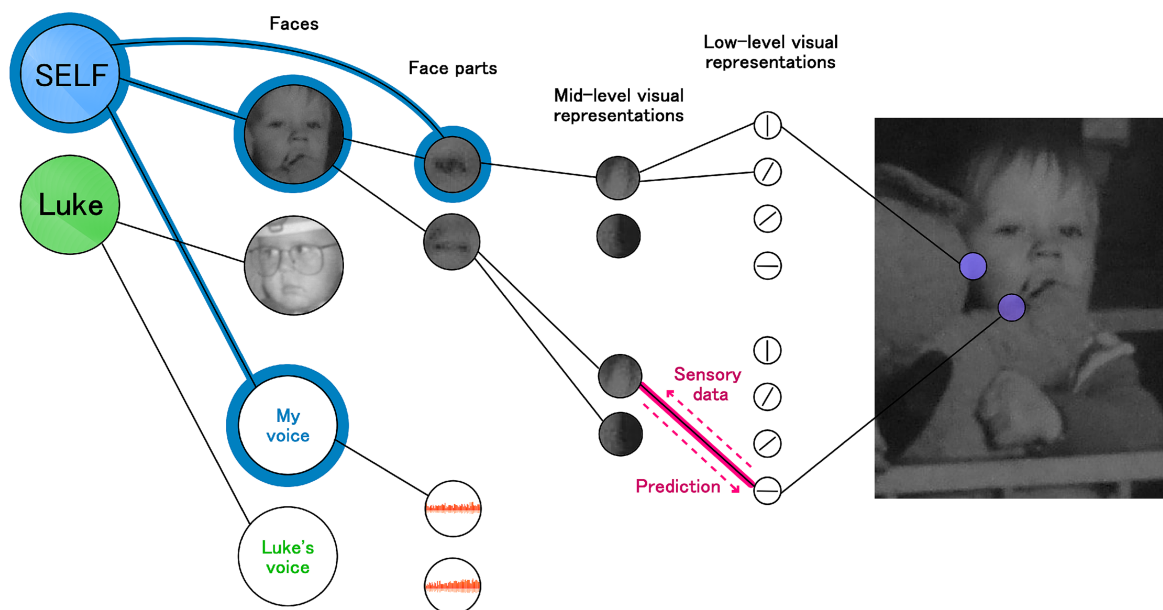 Faces
Face parts
Low-level visual
representations
Mid-level visual
representations
SELF
Luke
My
voice
Luke's
voice
Sensory
data
Prediction